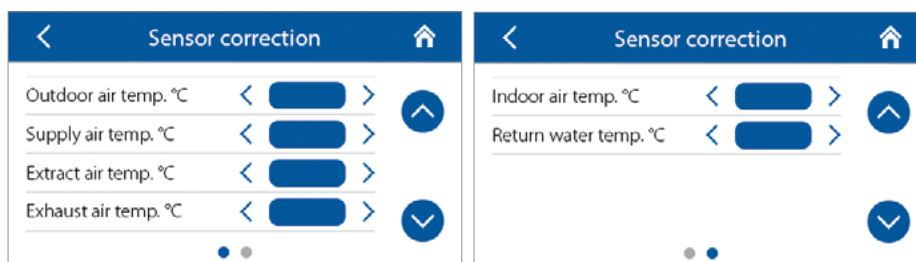 Sensor correction
Outdoor air temp. °C
Supply air temp. °C
Extract air temp. °C
Exhaust air temp. °C
Sensor correction
Indoor air temp. °C
Return water temp. °C